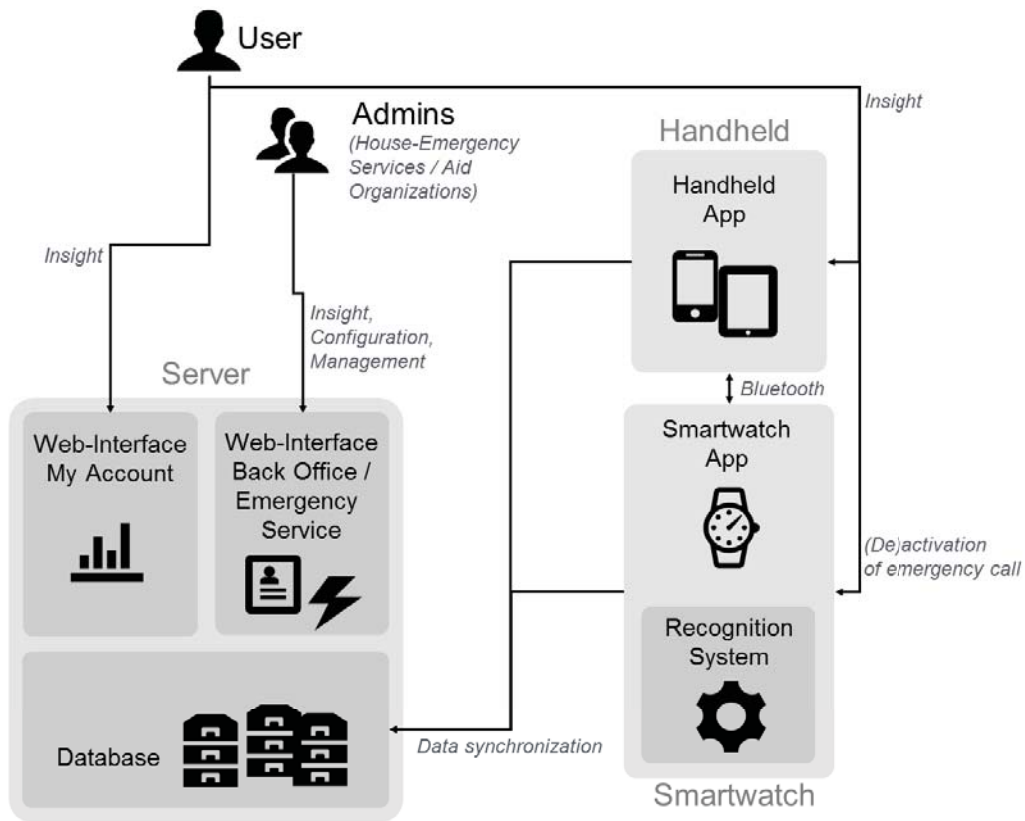 User
Admins
(House-Emergency
Services / Aid
Organizations)
Insight
Handheld
Handheld
App
Insight
Insight,
Configuration,
Management
Bluetooth
Server
Web-Interface
My Account
Web-Interface
Back Office /
Emergency
Service
Smartwatch
App
(De)activation
of emergency call
Recognition
System
Database
Data synchronization
Smartwatch